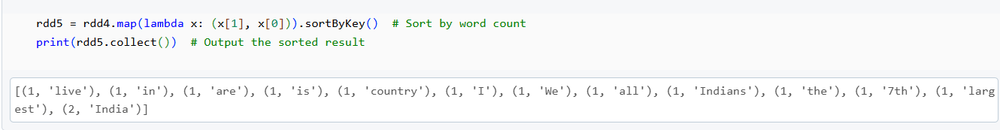 rdd5 = rdd4.map(lambda x: (x[1], x[0])).sortByKey()  # Sort by word count
print(rdd5.collect())  # Output the sorted result
[(1, 'live'), (1, 'in'), (1, 'are'), (1, 'is'), (1, 'country'), (1, 'I'), (1, 'We'), (1, 'all'), (1, 'Indians'), (1, 'the'), (1, '7th'), (1, 'larg
est'), (2, 'India')]